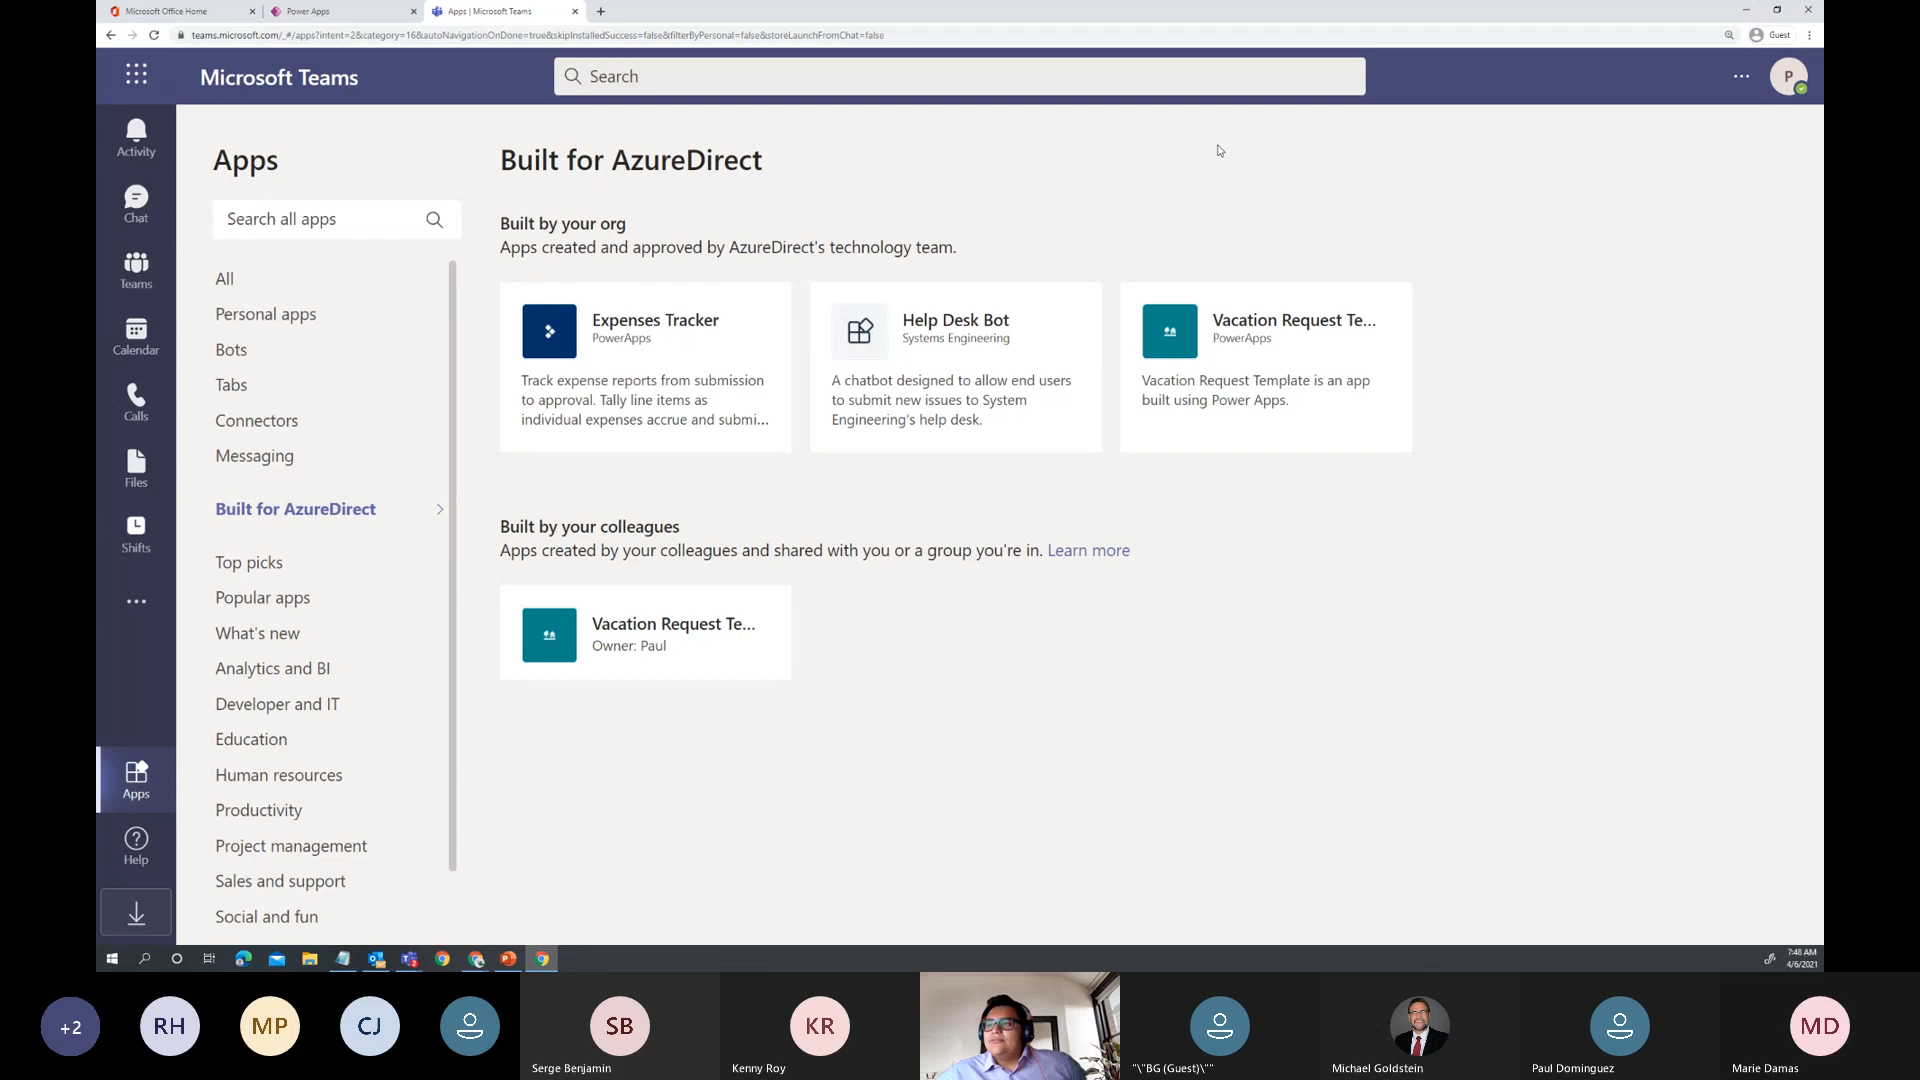 Microsoft Office Home
Power Apps
Apps | Microsoft Teams
teams.microsoft.com/_#/apps?intent=2&category=16&autoNavigationOnDone=true&skipInstalledSuccess=false&filterByPersonal=false&storeLaunchFromChat=false
Guest
Microsoft Teams
Search
P
Activity
Chat
Teams
Calendar
Calls
Files
Shifts
Apps
Help
Apps
Search all apps
All
Personal apps
Bots
Tabs
Connectors
Messaging
Built for AzureDirect
Top picks
Popular apps
What's new
Analytics and BI
Developer and IT
Education
Human resources
Productivity
Project management
Sales and support
Social and fun
Built for AzureDirect
Built by your org
Apps created and approved by AzureDirect's technology team.
Expenses Tracker
PowerApps
Track expense reports from submission
to approval. Tally line items as
individual expenses accrue and submi...
Help Desk Bot
Systems Engineering
A chatbot designed to allow end users
to submit new issues to System
Engineering's help desk.
Vacation Request Te...
PowerApps
Vacation Request Template is an app
built using Power Apps.
Built by your colleagues
Apps created by your colleagues and shared with you or a group you're in. Learn more
Vacation Request Te...
Owner: Paul
7:48 AM
4/6/2021
+2
RH
MP
CJ
SB
Serge Benjamin
KR
Kenny Roy
"\"BG (Guest)\""
Michael Goldstein
Paul Dominguez
MD
Marie Damas